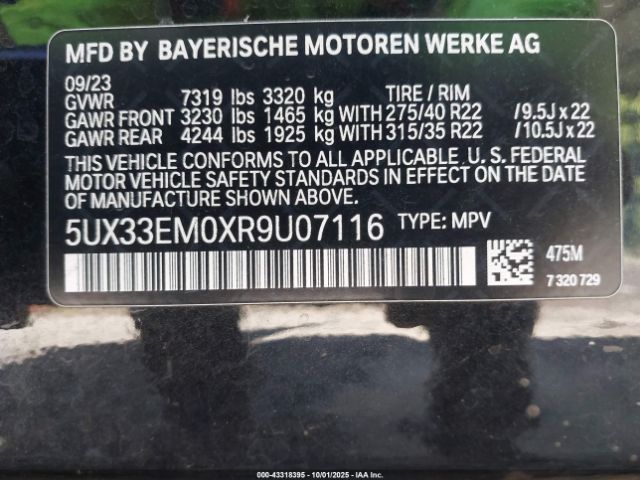 MFD BY BAYERISCHE MOTOREN WERKE AG
09/23
GVWR 7319 lbs 3320 kg TIRE / RIM
GAWR FRONT 3230 lbs 1465 kg WITH 275/40 R22 /9.5J x 22
GAWR REAR 4244 lbs 1925 kg WITH 315/35 R22 /10.5J x 22
THIS VEHICLE CONFORMS TO ALL APPLICABLE U. S. FEDERAL
MOTOR VEHICLE SAFETY STANDARDS IN EFFECT ON THE DATE
OF MANUFACTURE SHOWN ABOVE.
5UX33EM0XR9U07116 TYPE: MPV
475M
7 320 729
000-43318395 - 10/01/2025 - IAA Inc.